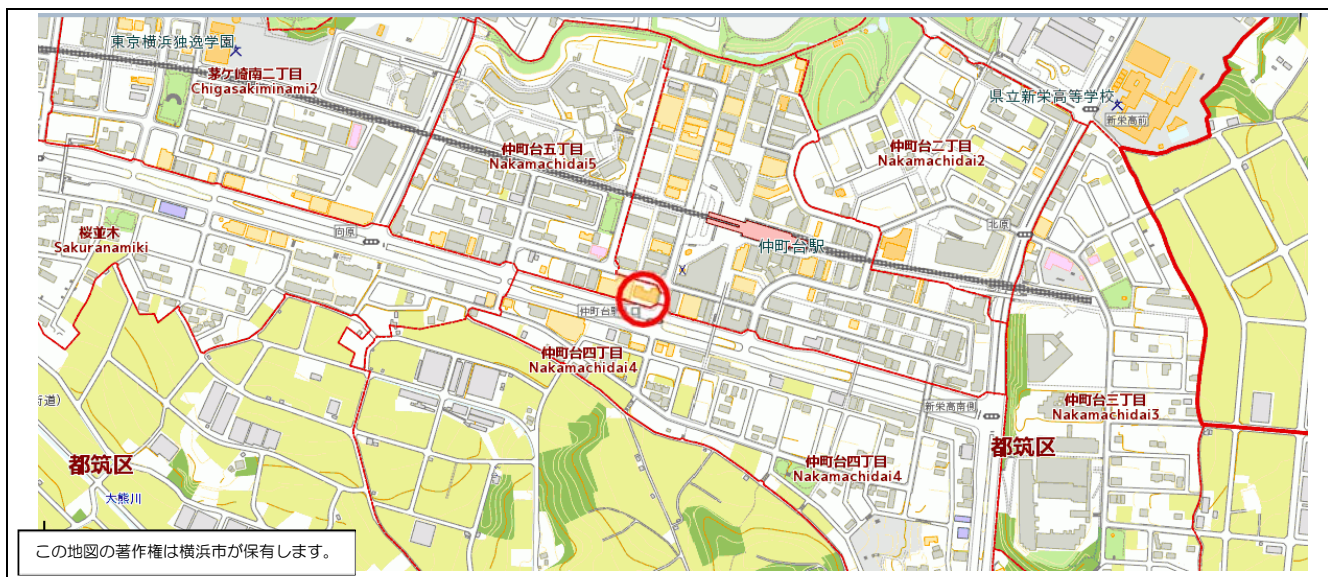 東京横浜独逸学園
茅ケ崎南二丁目
Chigasakiminami2
県立新栄高等学校
新栄高前
仲町台五丁目
Nakamachidai5
仲町台二丁目
Nakamachidai2
桜並木
Sakuranamiki
向原
北原
仲町台駅
仲町台駅
仲町台四丁目
Nakamachidai4
新栄高南側
仲町台三丁目
Nakamachidai3
街道)
都筑区
都筑区
仲町台四丁目
Nakamachidai4
大熊川
この地図の著作権は横浜市が保有します。